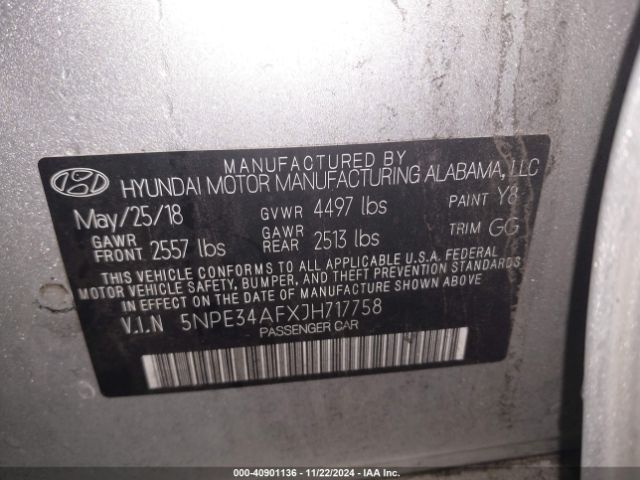 MANUFACTURED BY
HYUNDAI MOTOR MANUFACTURING ALABAMA, LLC
May/25/18 GVWR 4497 lbs PAINT Y8
GAWR FRONT 2557 lbs GAWR REAR 2513 lbs TRIM GG
THIS VEHICLE CONFORMS TO ALL APPLICABLE U.S.A. FEDERAL
MOTOR VEHICLE SAFETY, BUMPER, AND THEFT PREVENTION STANDARDS
IN EFFECT ON THE DATE OF MANUFACTURE SHOWN ABOVE
V.I.N 5NPE34AFXJH717758
PASSENGER CAR
000-40901136 - 11/22/2024 - IAA Inc.